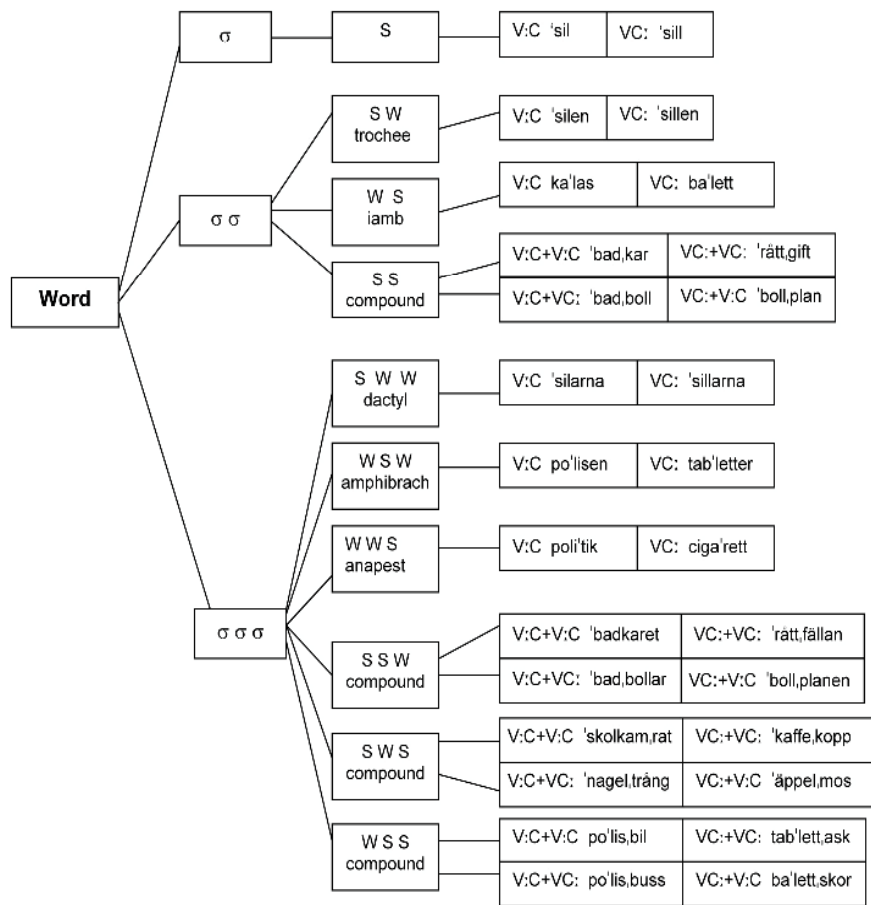 σ
S
V:C ˈsil
VC: ˈsill
S W
trochee
V:C ˈsilen
VC: ˈsillen
W S
iamb
V:C kaˈlas
VC: baˈlett
σ σ
S S
compound
V:C+V:C ˈbad,kar
VC:+VC: ˈrått,gift
V:C+VC: ˈbad,boll
VC:+V:C ˈboll,plan
Word
S W W
dactyl
V:C ˈsilarna
VC: ˈsillarna
W S W
amphibrach
V:C poˈlisen
VC: tabˈletter
W W S
anapest
V:C poliˈtik
VC: cigaˈrett
σ σ σ
S S W
compound
V:C+V:C ˈbadkaret
VC:+VC: ˈrått,fällan
V:C+VC: ˈbad,bollar
VC:+V:C ˈboll,planen
S W S
compound
V:C+V:C ˈskolkam,rat
VC:+VC: ˈkaffe,kopp
V:C+VC: ˈnagel,trång
VC:+V:C ˈäppel,mos
W S S
compound
V:C+V:C poˈlis,bil
VC:+VC: tabˈlett,ask
V:C+VC: poˈlis,buss
VC:+V:C baˈlett,skor